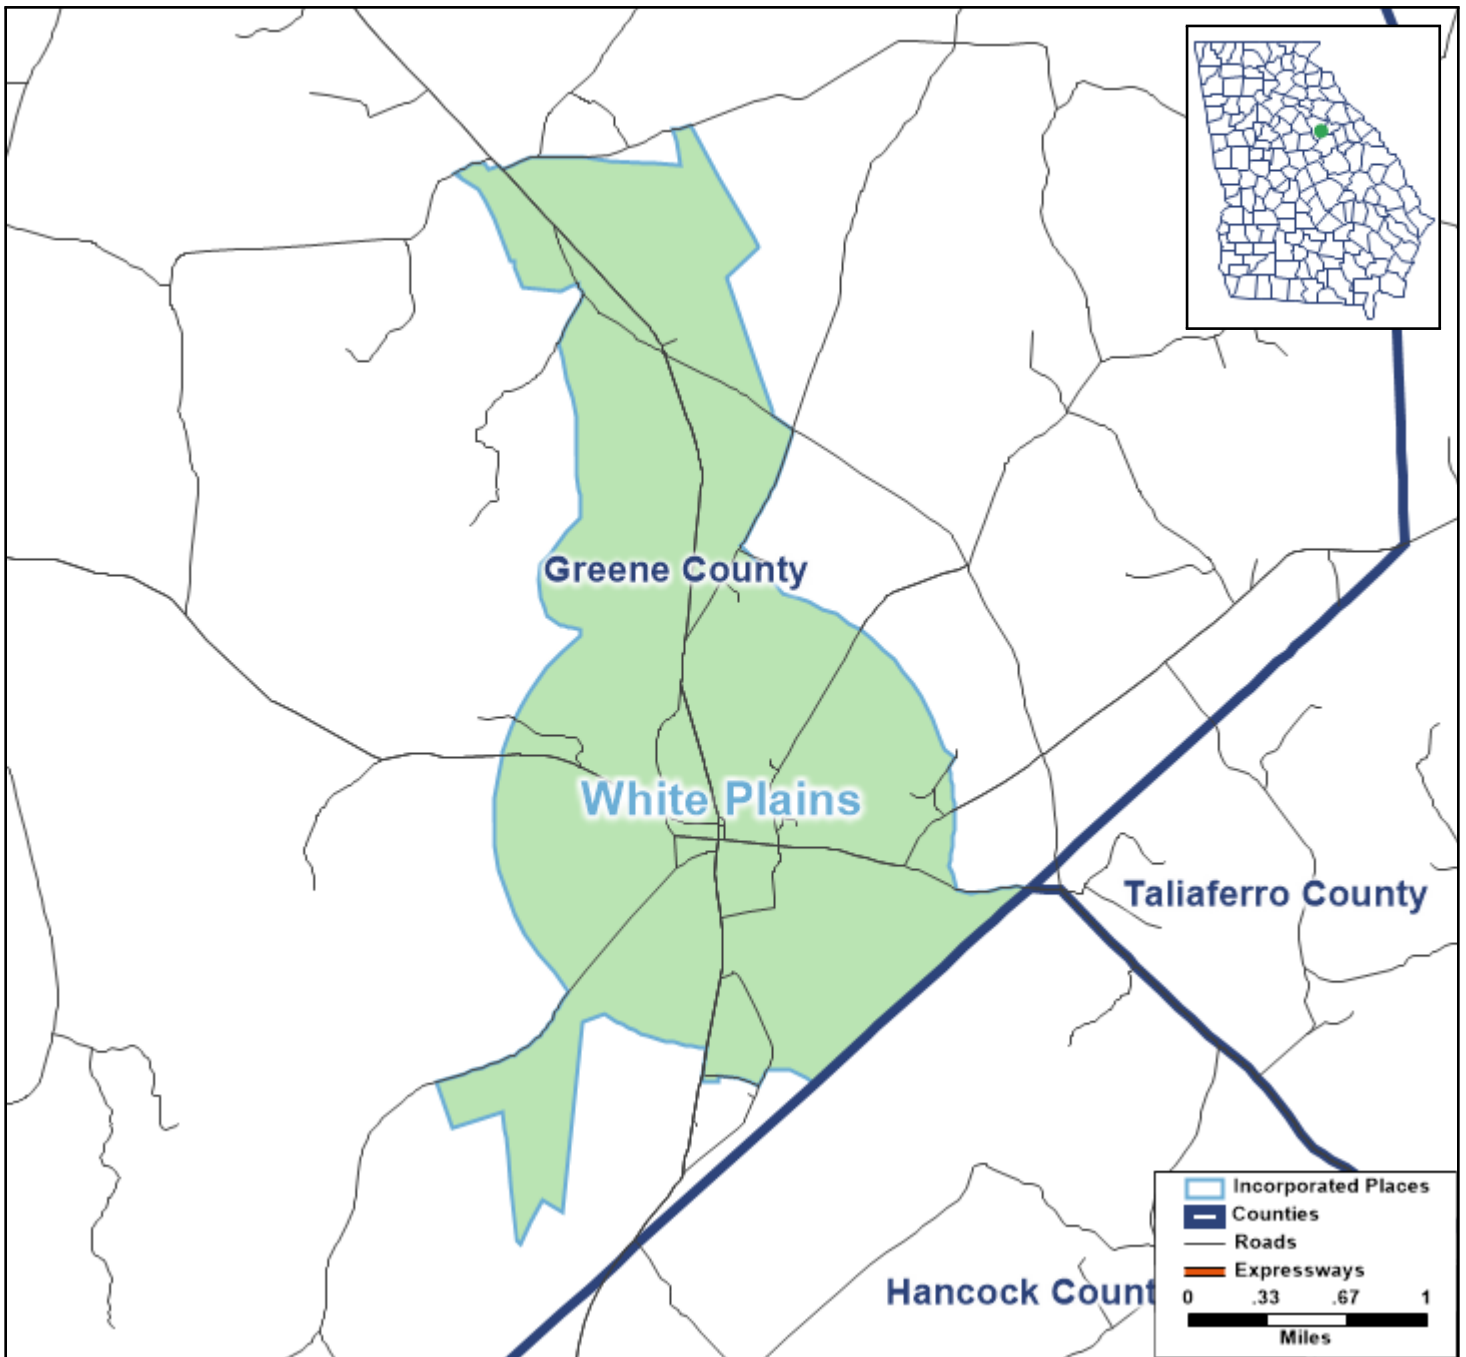 Greene County
White Plains
Taliaferro County
Hancock Count
Incorporated Places
Counties
Roads
Expressways
0 .33 .67 1
Miles